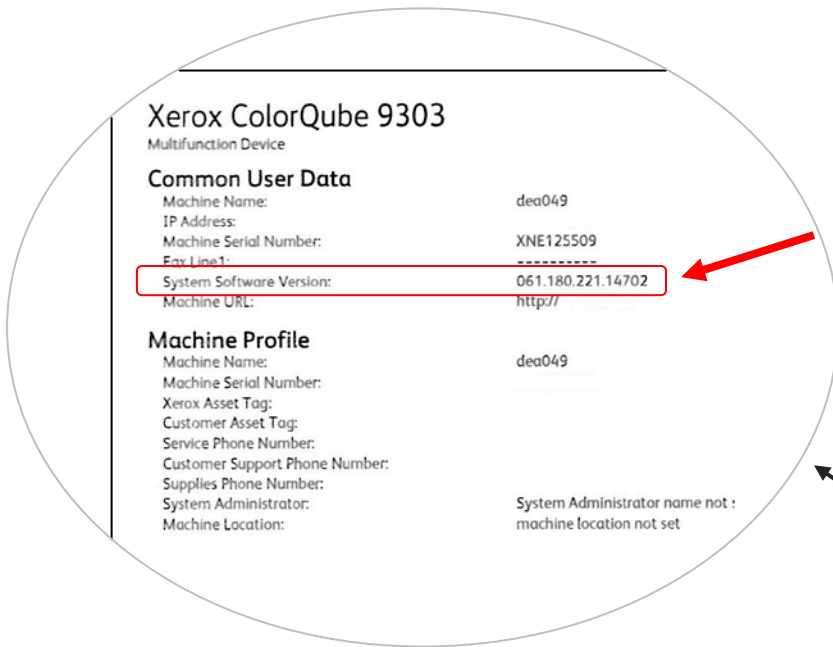 Xerox ColorQube 9303
Multifunction Device
Common User Data
Machine Name: dea049
IP Address:
Machine Serial Number: XNE125509
Fax Line1: ----------
System Software Version: 061.180.221.14702
Machine URL: http://
Machine Profile
Machine Name: dea049
Machine Serial Number:
Xerox Asset Tag:
Customer Asset Tag:
Service Phone Number:
Customer Support Phone Number:
Supplies Phone Number:
System Administrator: System Administrator name not
Machine Location: machine location not set